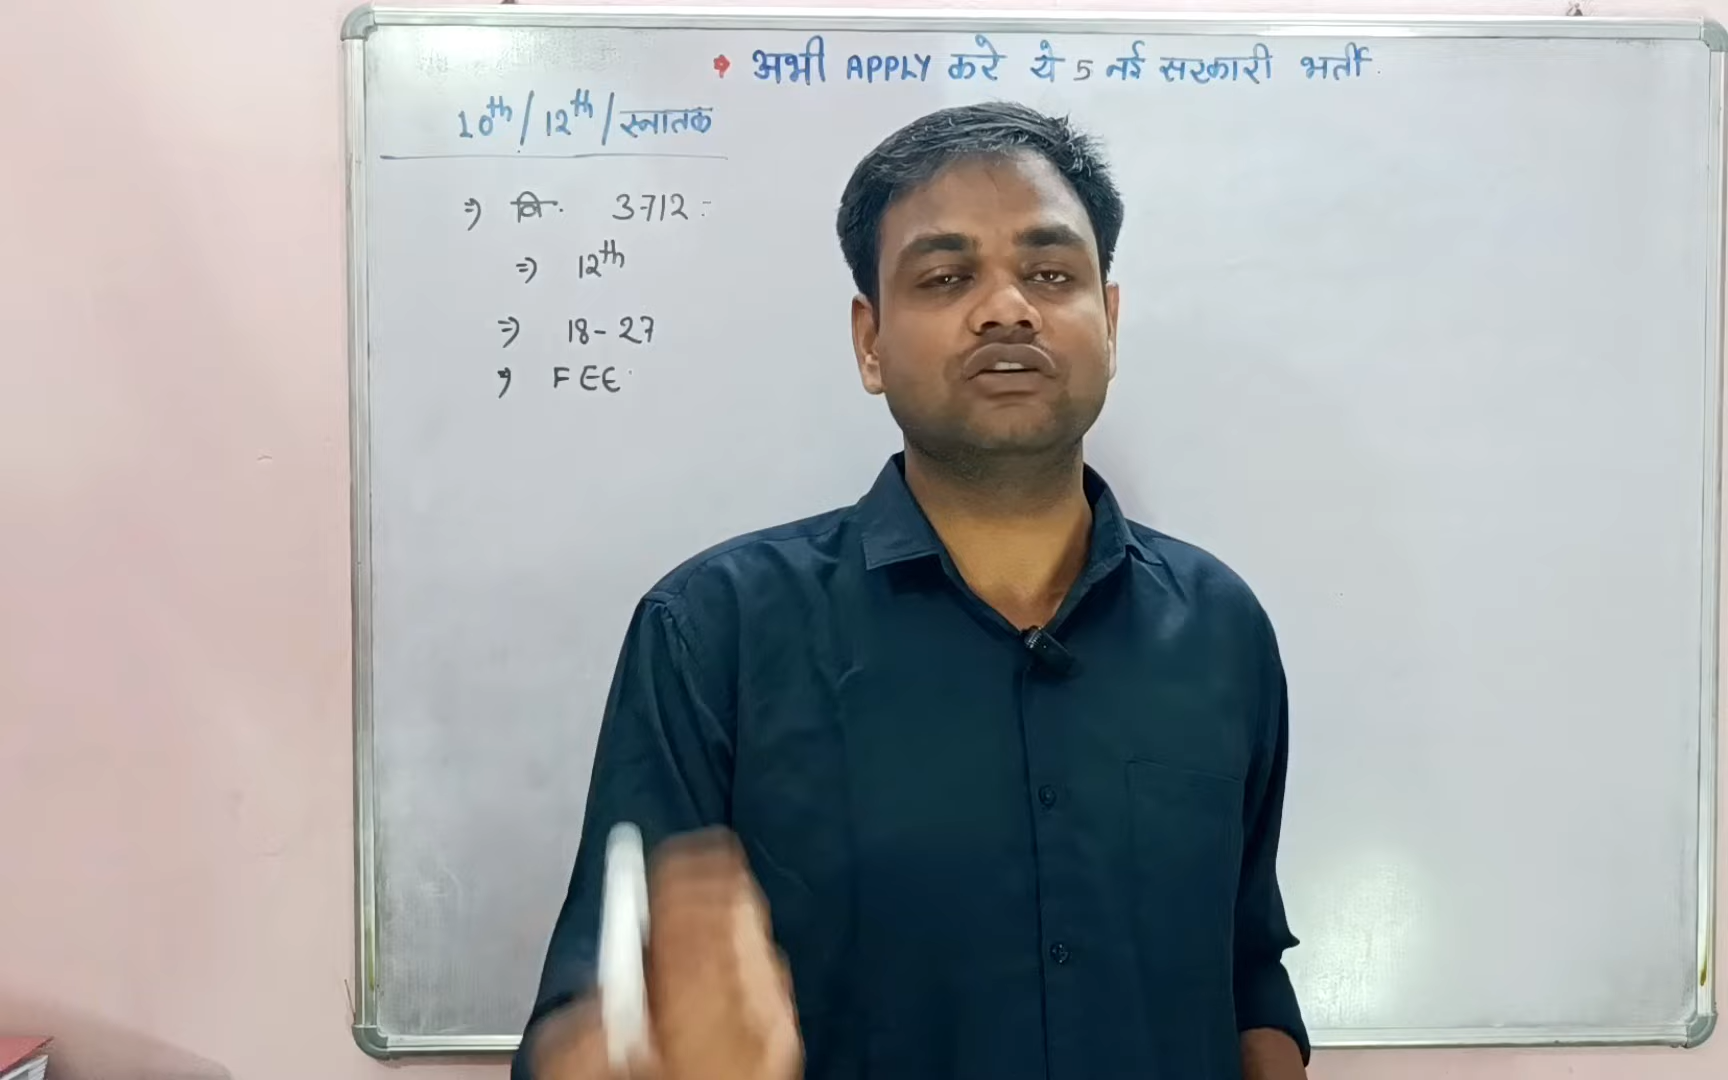 • अभी APPLY करे ये 5 नई सरकारी भर्ती
10th / 12th / स्नातक
⇒ वि. 3712
⇒ 12th
⇒ 18-27
⇒ FEE